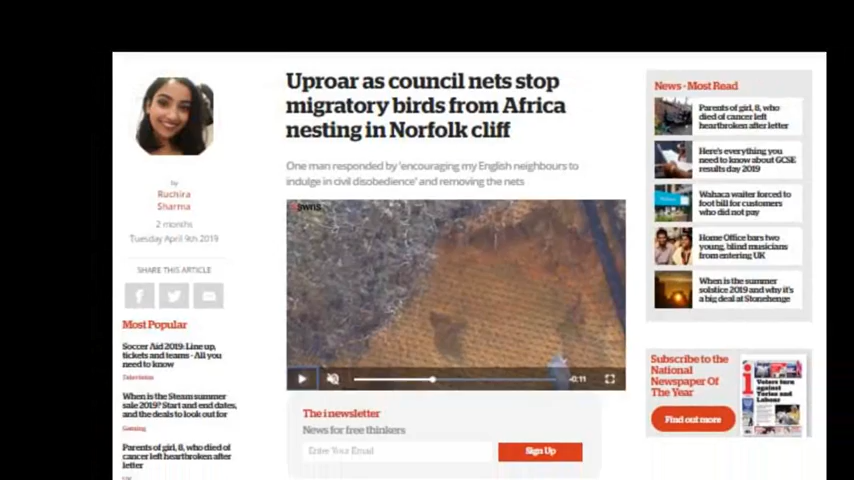 Uproar as council nets stop
migratory birds from Africa
nesting in Norfolk cliff
One man responded by 'encouraging my English neighbours to
indulge in civil disobedience' and removing the nets
by
Ruchira
Sharma
2 months
Tuesday April 9th 2019
SHARE THIS ARTICLE
Most Popular
Soccer Aid 2019: Line up,
tickets and teams - All you
need to know
Television
When is the Steam summer
sale 2019? Start and end dates,
and the deals to look out for
Gaming
Parents of girl, 8, who died of
cancer left heartbroken after
letter
UK
swns
-0:11
The i newsletter
News for free thinkers
Enter Your Email
Sign Up
News - Most Read
Parents of girl, 8, who
died of cancer left
heartbroken after letter
Here's everything you
need to know about GCSE
results day 2019
Wahaca waiter forced to
foot bill for customers
who did not pay
Home Office bars two
young, blind musicians
from entering UK
When is the summer
solstice 2019 and why it's
a big deal at Stonehenge
Subscribe to the
National
Newspaper Of
The Year
Find out more
i
Voters turn
against
Tories and
Labour